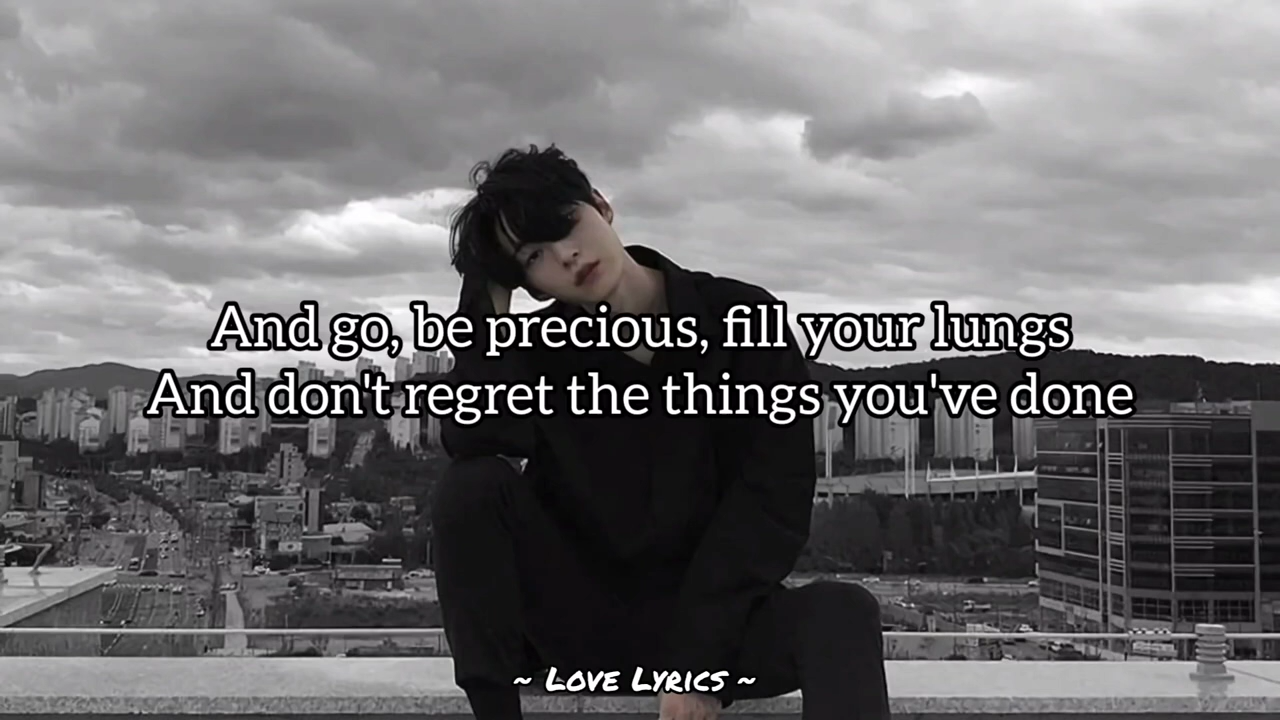 And go, be precious, fill your lungs
And don't regret the things you've done
~ Love Lyrics ~